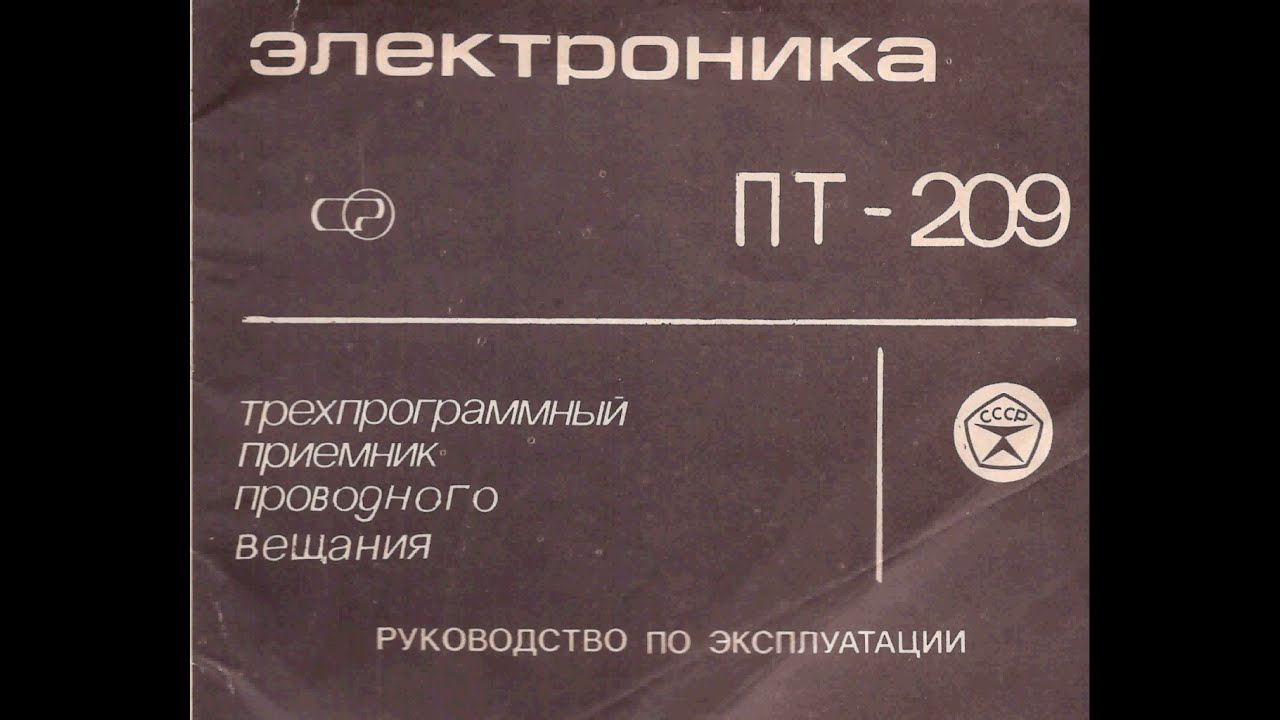 электроника
ПТ-209
трехпрограммный
приемник
проводного
вещания
СССР
РУКОВОДСТВО ПО ЭКСПЛУАТАЦИИ